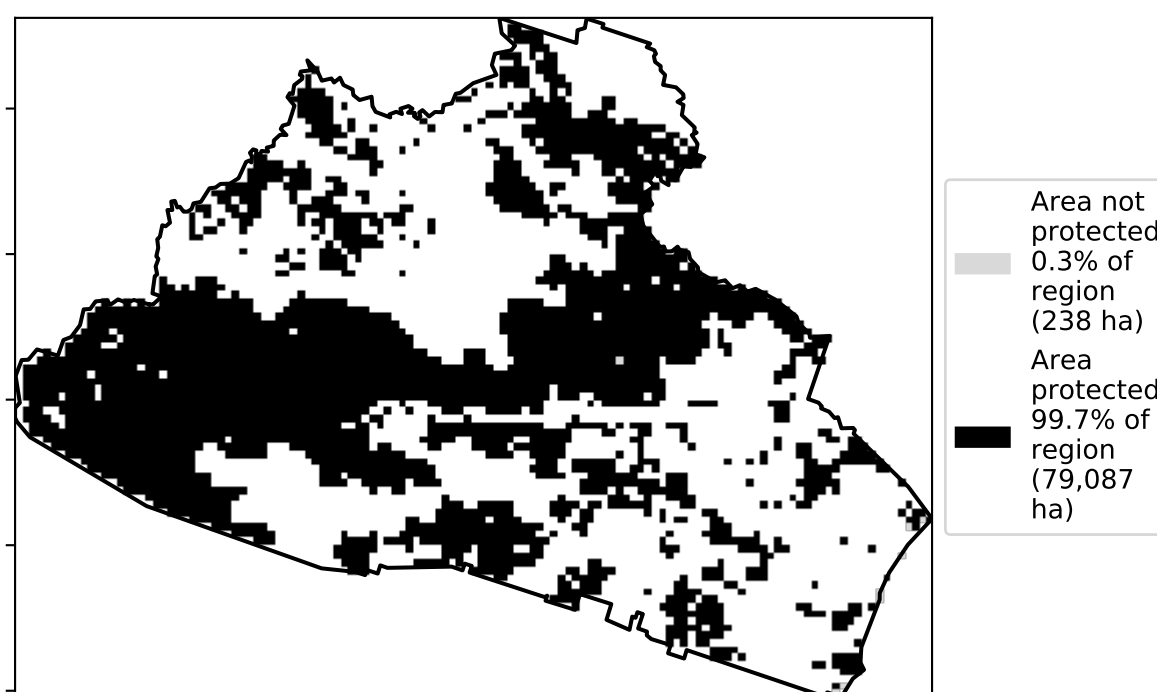 Area not
protected
0.3% of
region
(238 ha)
Area
protected
99.7% of
region
(79,087
ha)